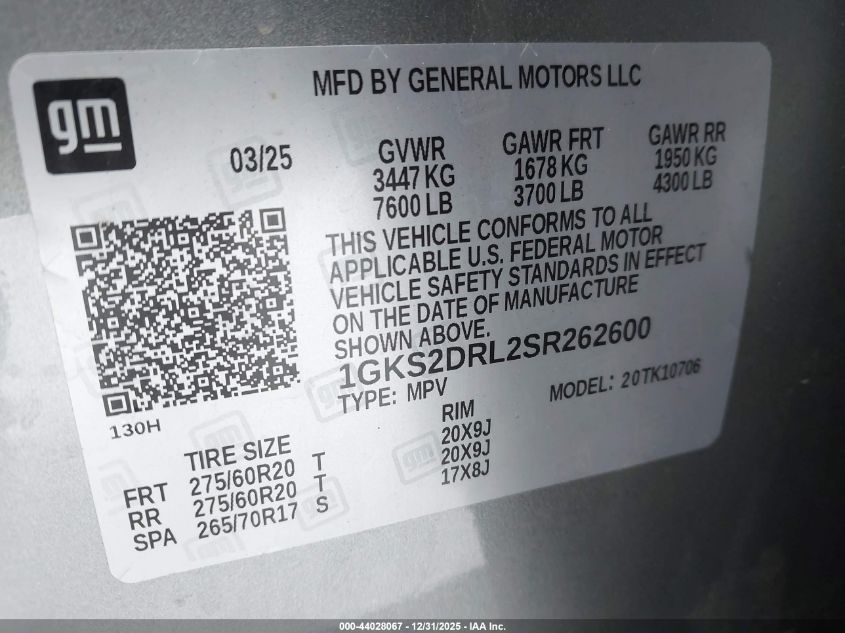 gm
MFD BY GENERAL MOTORS LLC
03/25
GVWR
3447 KG
7600 LB
GAWR FRT
1678 KG
3700 LB
GAWR RR
1950 KG
4300 LB
THIS VEHICLE CONFORMS TO ALL
APPLICABLE U.S. FEDERAL MOTOR
VEHICLE SAFETY STANDARDS IN EFFECT
ON THE DATE OF MANUFACTURE
SHOWN ABOVE.
1GKS2DRL2SR262600
TYPE: MPV
MODEL: 20TK10706
130H
TIRE SIZE
RIM
FRT 275/60R20 T 20X9J
RR 275/60R20 T 20X9J
SPA 265/70R17 S 17X8J
000-44028067 - 12/31/2025 - IAA Inc.